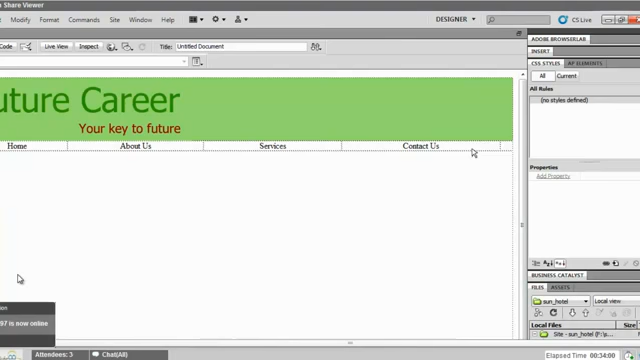 Share Viewer
Modify Format Commands Site Window Help DESIGNER CS Live
Code Live View Inspect Title: Untitled Document
uture Career
Your key to future
Home About Us Services Contact Us
ADOBE BROWSERLAB
INSERT
CSS STYLES AP ELEMENTS
All Current
All Rules
(no styles defined)
Properties
Add Property
BUSINESS CATALYST
FILES ASSETS
sun_hotel Local view
Local Files
Site - sun_hotel (F:\p
97 is now online
Attendees: 3 Chat(All) Elapsed Time 00:34:00